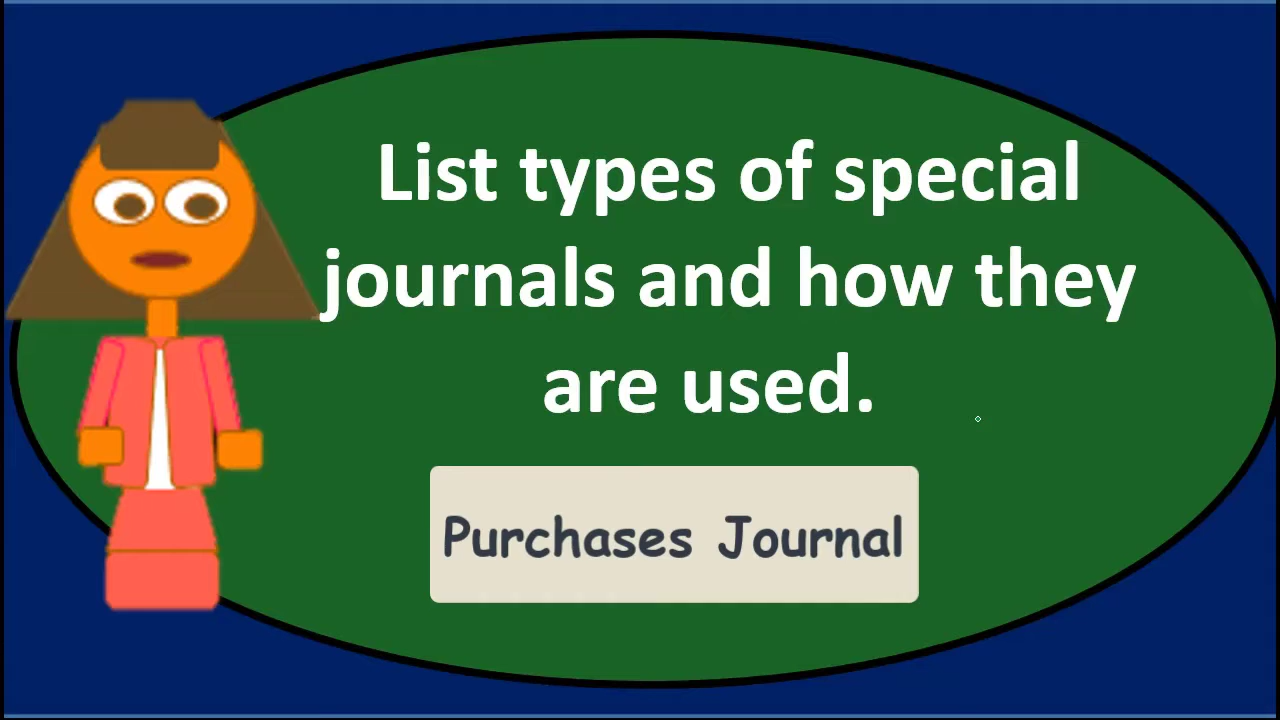 List types of special
journals and how they
are used.
Purchases Journal